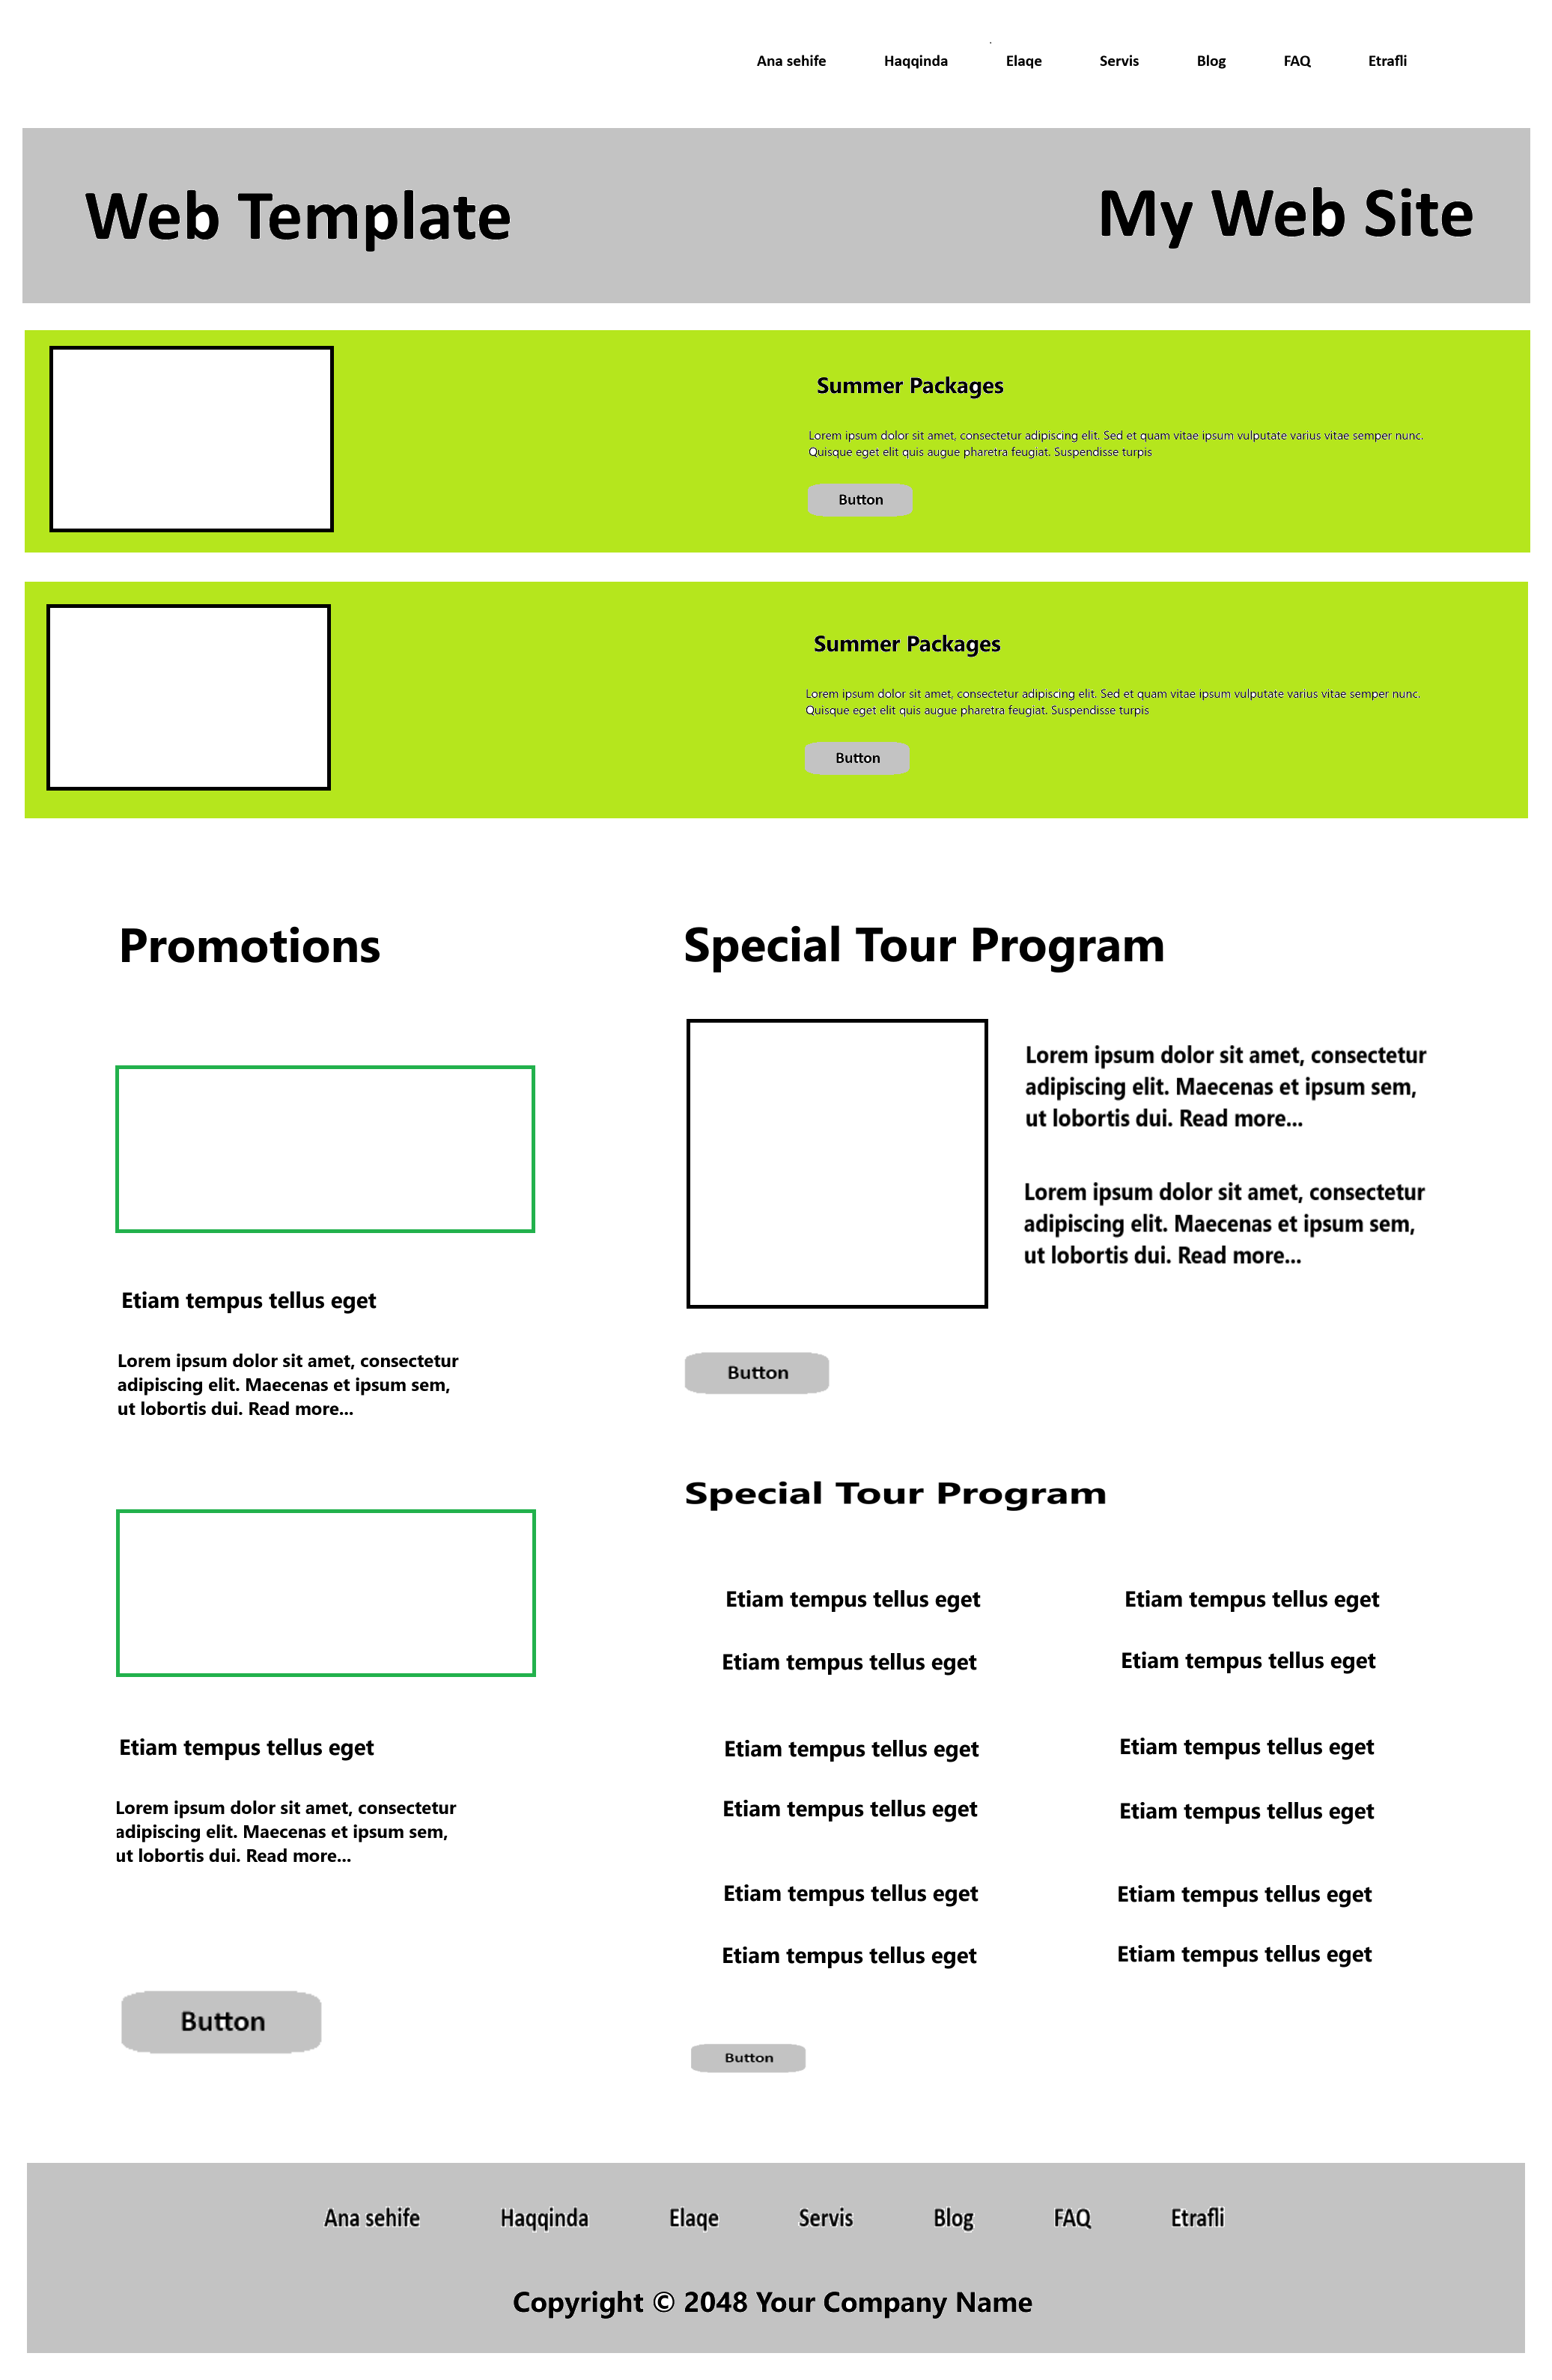 Ana sehife Haqqinda Elaqe Servis Blog FAQ Etrafli
Web Template
My Web Site
Summer Packages
Lorem ipsum dolor sit amet, consectetur adipiscing elit. Sed et quam vitae ipsum vulputate varius vitae semper nunc.
Quisque eget elit quis augue pharetra feugiat. Suspendisse turpis
Button
Summer Packages
Lorem ipsum dolor sit amet, consectetur adipiscing elit. Sed et quam vitae ipsum vulputate varius vitae semper nunc.
Quisque eget elit quis augue pharetra feugiat. Suspendisse turpis
Button
Promotions
Etiam tempus tellus eget
Lorem ipsum dolor sit amet, consectetur
adipiscing elit. Maecenas et ipsum sem,
ut lobortis dui. Read more...
Etiam tempus tellus eget
Lorem ipsum dolor sit amet, consectetur
adipiscing elit. Maecenas et ipsum sem,
ut lobortis dui. Read more...
Button
Special Tour Program
Lorem ipsum dolor sit amet, consectetur
adipiscing elit. Maecenas et ipsum sem,
ut lobortis dui. Read more...
Lorem ipsum dolor sit amet, consectetur
adipiscing elit. Maecenas et ipsum sem,
ut lobortis dui. Read more...
Button
Special Tour Program
Etiam tempus tellus eget
Etiam tempus tellus eget
Etiam tempus tellus eget
Etiam tempus tellus eget
Etiam tempus tellus eget
Etiam tempus tellus eget
Etiam tempus tellus eget
Etiam tempus tellus eget
Etiam tempus tellus eget
Etiam tempus tellus eget
Etiam tempus tellus eget
Etiam tempus tellus eget
Button
Ana sehife Haqqinda Elaqe Servis Blog FAQ Etrafli
Copyright © 2048 Your Company Name